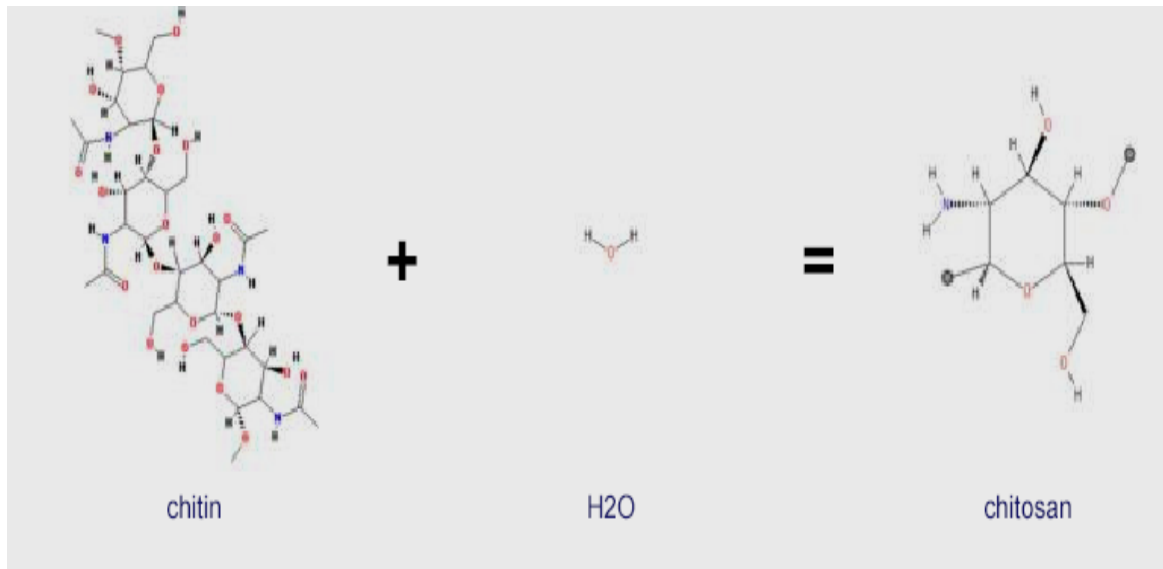 chitin
+
H2O
=
chitosan